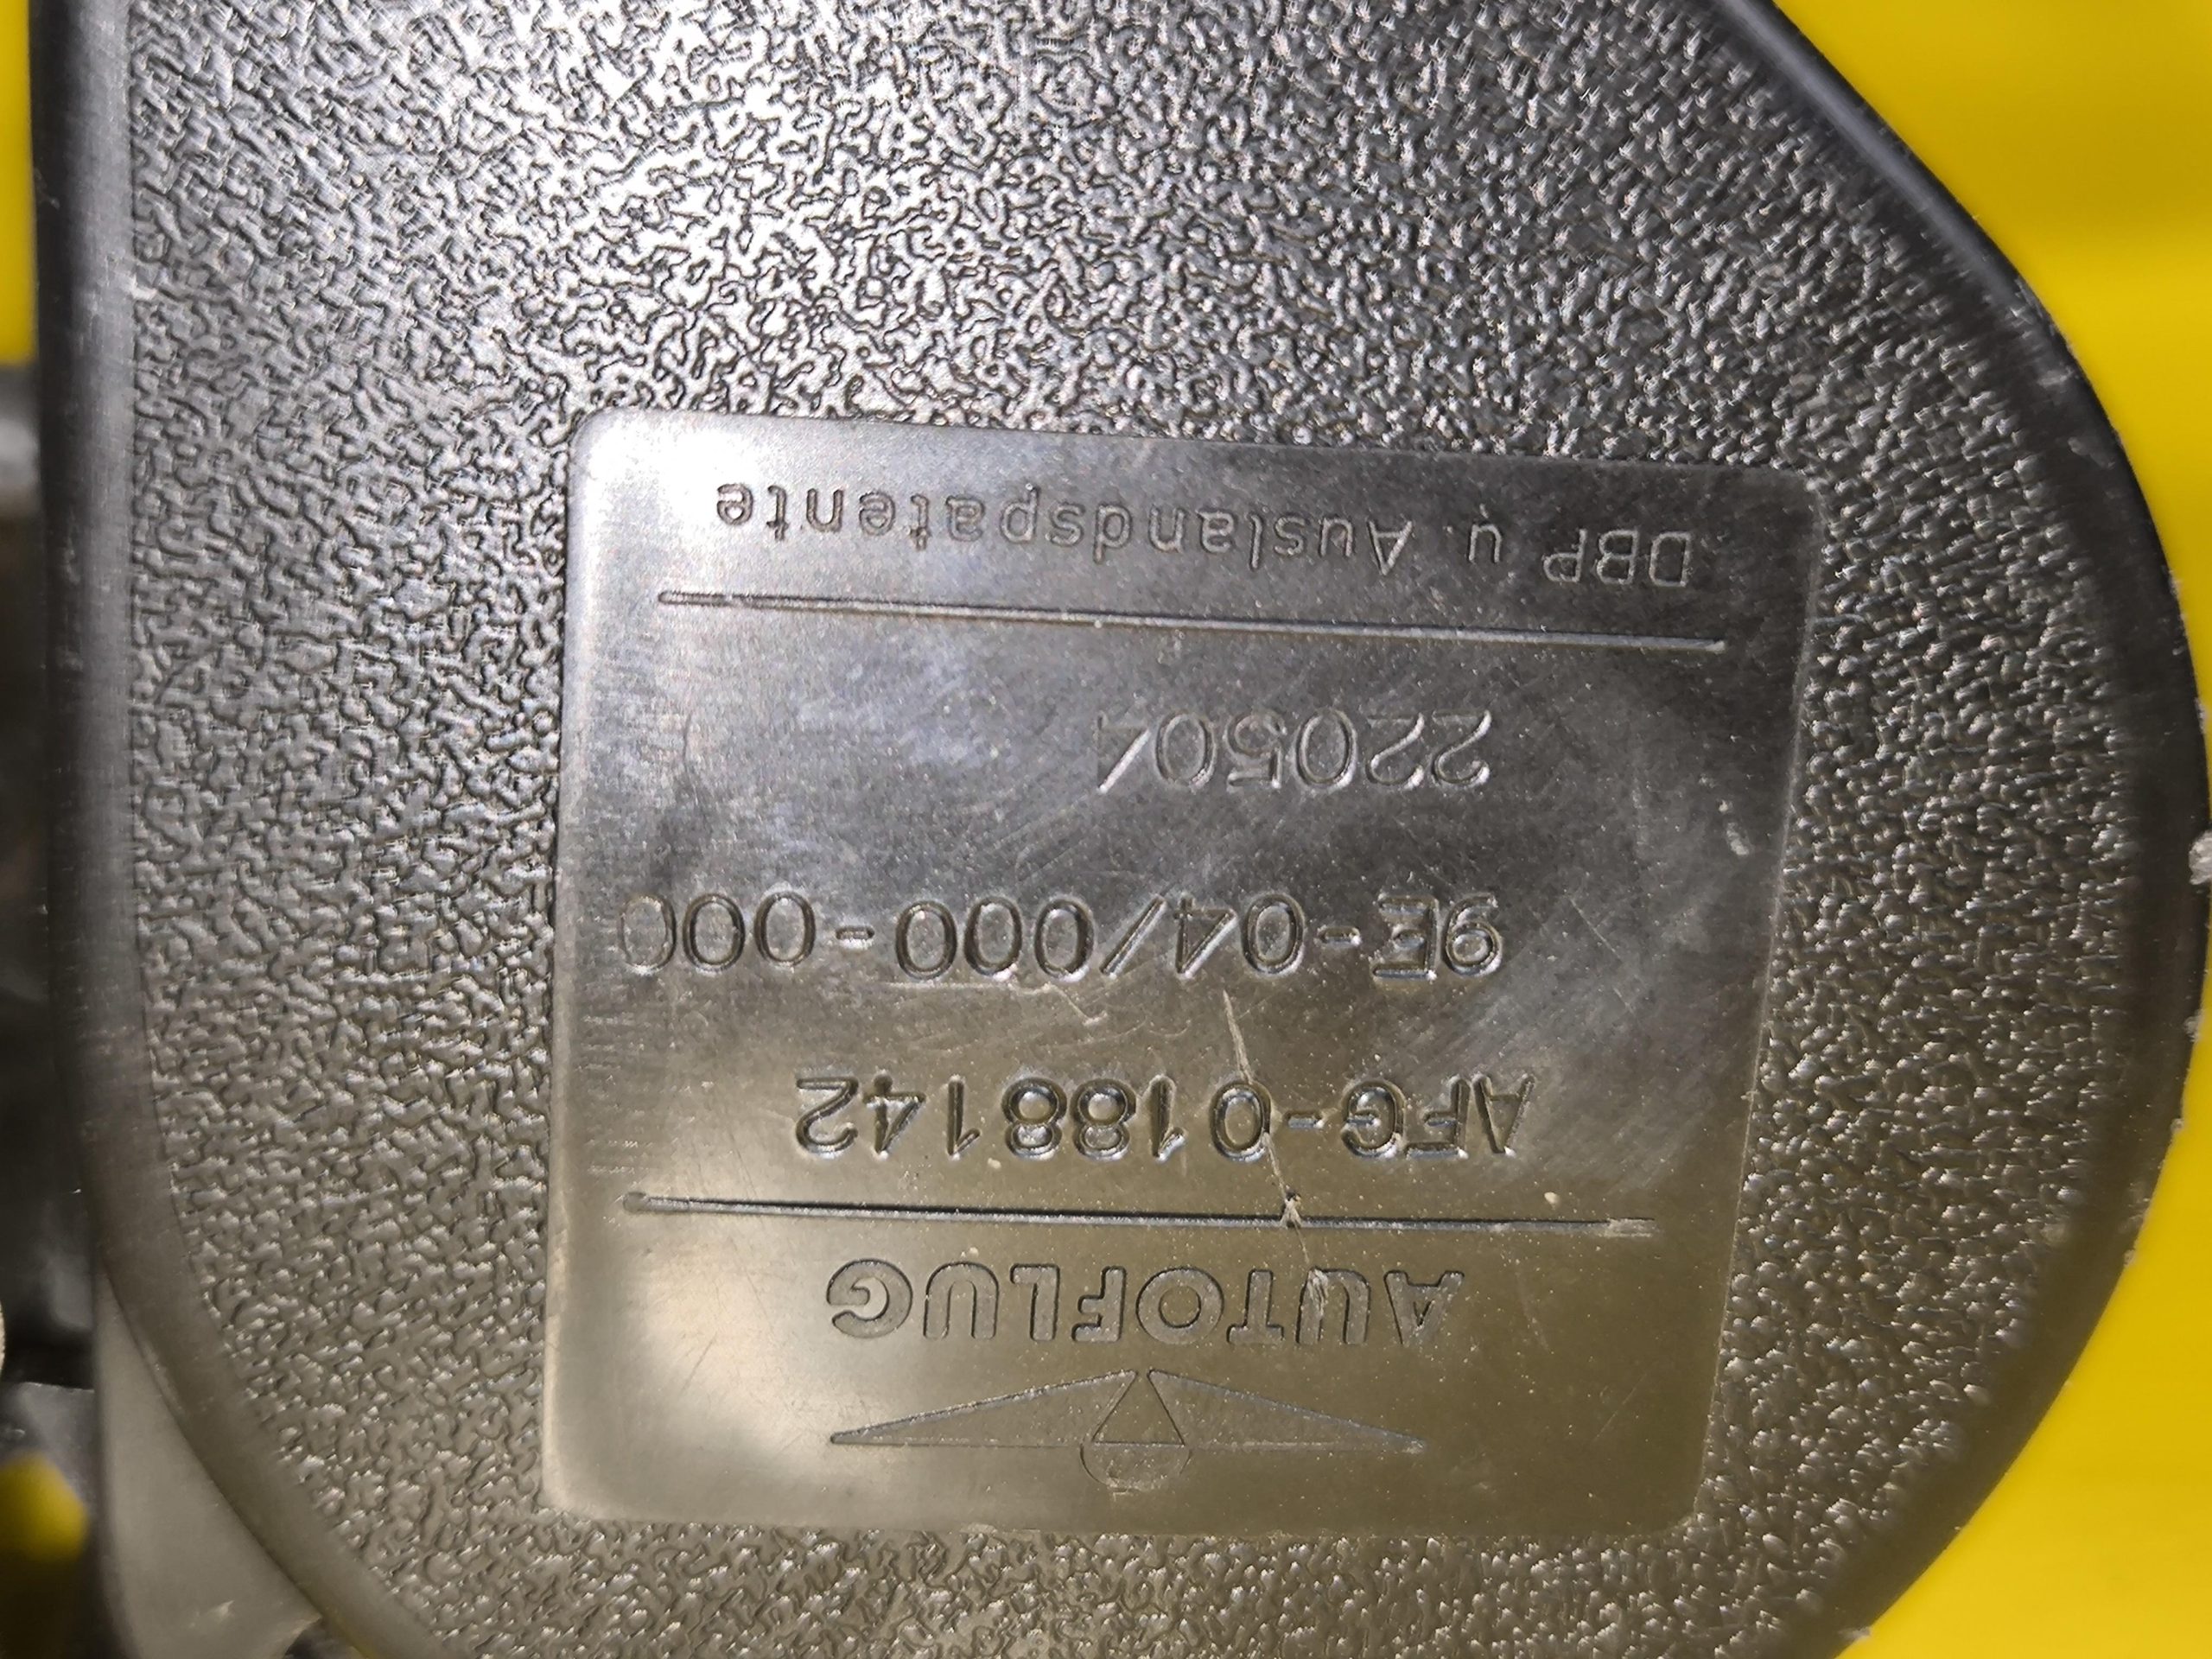 AUTOFLUG
AFG-0188142
9E-04/000-000
220504
DBP u. Auslandspatente